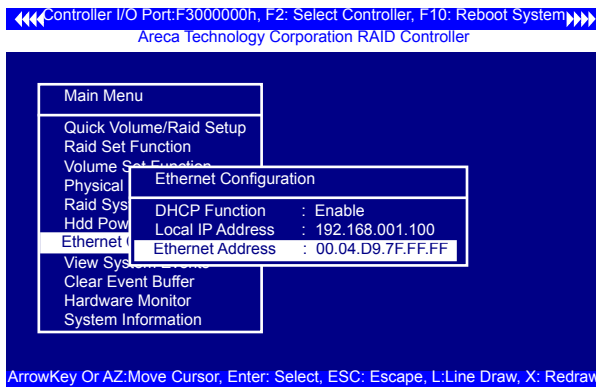 Controller I/O Port:F3000000h, F2: Select Controller, F10: Reboot System
Areca Technology Corporation RAID Controller
Main Menu
Quick Volume/Raid Setup
Raid Set Function
Volume Set Function
Physical
Raid Sys
Hdd Pow
Ethernet
View System Events
Clear Event Buffer
Hardware Monitor
System Information
Ethernet Configuration
DHCP Function : Enable
Local IP Address : 192.168.001.100
Ethernet Address : 00.04.D9.7F.FF.FF
ArrowKey Or AZ:Move Cursor, Enter: Select, ESC: Escape, L:Line Draw, X: Redraw